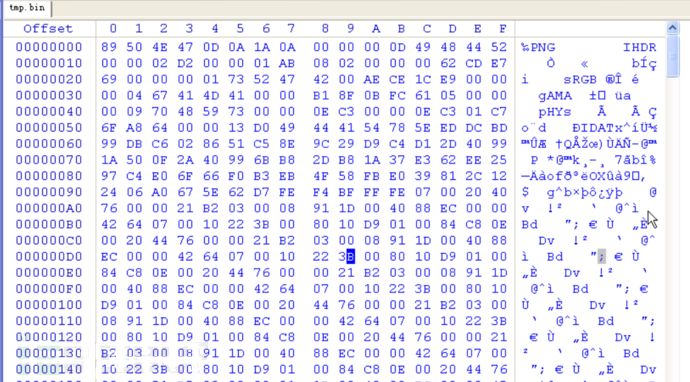 tmp.bin
Offset 0 1 2 3 4 5 6 7 8 9 A B C D E F
00000000 89 50 4E 47 0D 0A 1A 0A 00 00 00 0D 49 48 44 52 ‰PNG IHDR
00000010 00 00 02 D2 00 00 01 AB 08 02 00 00 00 62 CD E7 Ò « bÍç
00000020 69 00 00 00 01 73 52 47 42 00 AE CE 1C E9 00 00 i sRGB ®Î é
00000030 00 04 67 41 4D 41 00 00 B1 8F 0B FC 61 05 00 00 gAMA ±□ üa
00000040 00 09 70 48 59 73 00 00 0E C3 00 00 0E C3 01 C7 pHYs Ã Ã Ç
00000050 6F A8 64 00 00 13 D0 49 44 41 54 78 5E ED DC BD o¨d ÐIDATx^íÜ½
00000060 99 DB C6 02 86 51 C5 8E 9C 29 D9 C4 D1 2D 40 99 ™ÛÆ †QÅŽœ)ÙÄÑ-@™
00000070 1A 50 0F 2A 40 99 6B B8 2D B8 1A 37 E3 62 EE 25 P *@™k¸-¸ 7ãbî%
00000080 97 C4 E0 6F 66 F0 B3 EB 4F 58 FB E0 39 81 2C 12 —Äàofð³ëOXûà9□,
00000090 24 06 A0 67 5E 62 D7 FE F4 BF FF FE 07 00 20 40 $ g^b×þô¿ÿþ @
000000A0 76 00 00 21 B2 03 00 08 91 1D 00 40 88 EC 00 00 v !² ‘ @ˆì
000000B0 42 64 07 00 10 22 3B 00 80 10 D9 01 00 84 C8 0E Bd "; € Ù „È
000000C0 00 20 44 76 00 00 21 B2 03 00 08 91 1D 00 40 88 Dv !² ‘ @ˆ
000000D0 EC 00 00 42 64 07 00 10 22 3B 00 80 10 D9 01 00 ì Bd "; € Ù
000000E0 84 C8 0E 00 20 44 76 00 00 21 B2 03 00 08 91 1D „È Dv !² ‘
000000F0 00 40 88 EC 00 00 42 64 07 00 10 22 3B 00 80 10 @ˆì Bd "; €
00000100 D9 01 00 84 C8 0E 00 20 44 76 00 00 21 B2 03 00 Ù „È Dv !²
00000110 08 91 1D 00 40 88 EC 00 00 42 64 07 00 10 22 3B ‘ @ˆì Bd ";
00000120 00 80 10 D9 01 00 84 C8 0E 00 20 44 76 00 00 21 € Ù „È Dv !
00000130 B2 03 00 08 91 1D 00 40 88 EC 00 00 42 64 07 00 ² ‘ @ˆì Bd
00000140 10 22 3B 00 80 10 D9 01 00 84 C8 0E 00 20 44 76 "; € Ù „È Dv